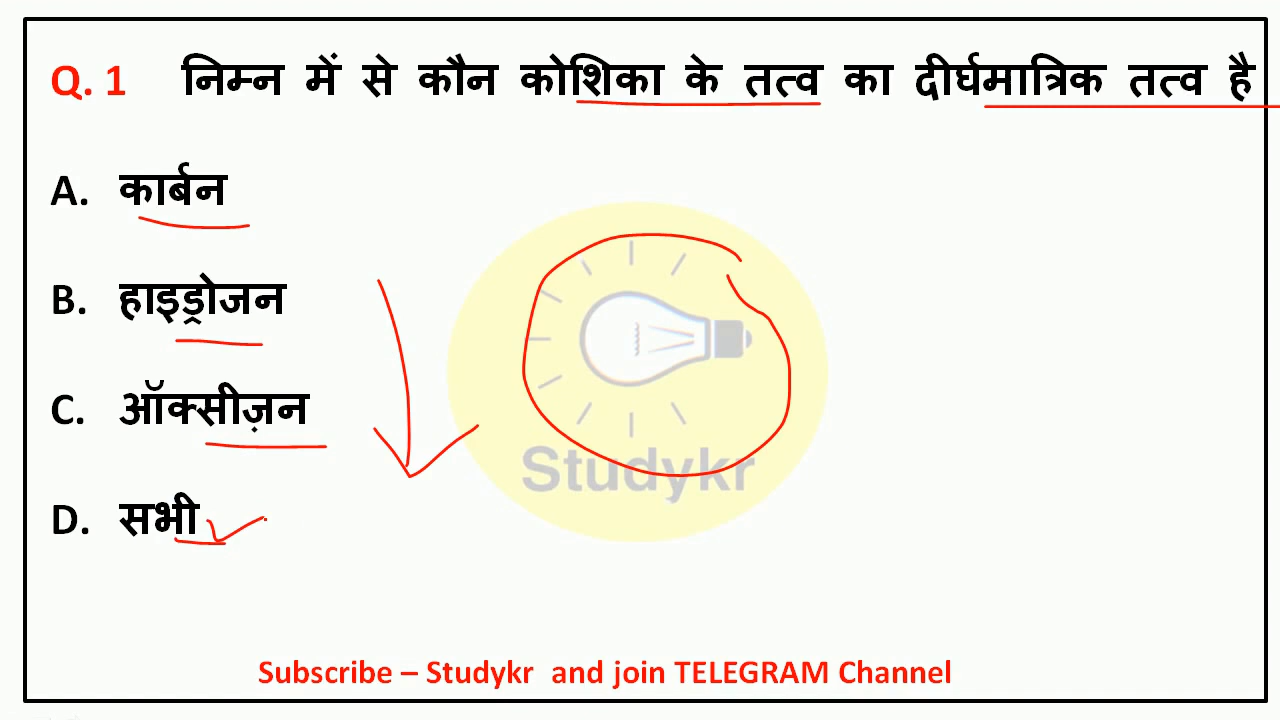 Q. 1 निम्न में से कौन कोशिका के तत्व का दीर्घमात्रिक तत्व है
A. कार्बन
B. हाइड्रोजन
C. ऑक्सीज़न
D. सभी
Studykr
Subscribe – Studykr and join TELEGRAM Channel